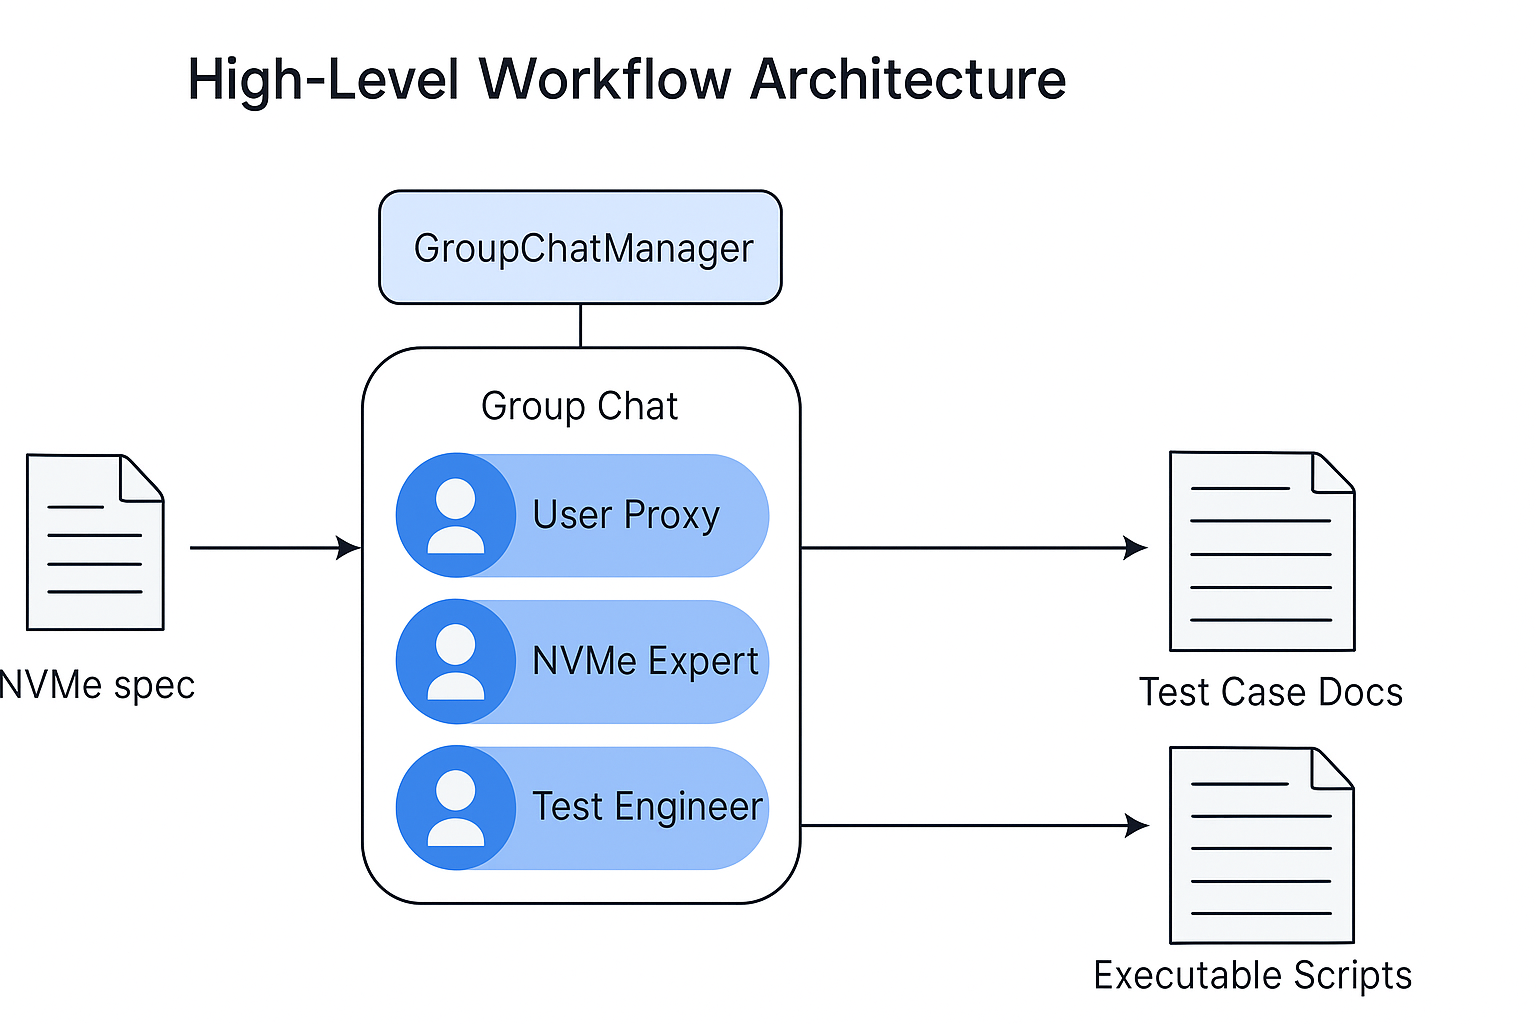 High-Level Workflow Architecture
GroupChatManager
Group Chat
User Proxy
NVMe Expert
Test Engineer
NVMe spec
Test Case Docs
Executable Scripts